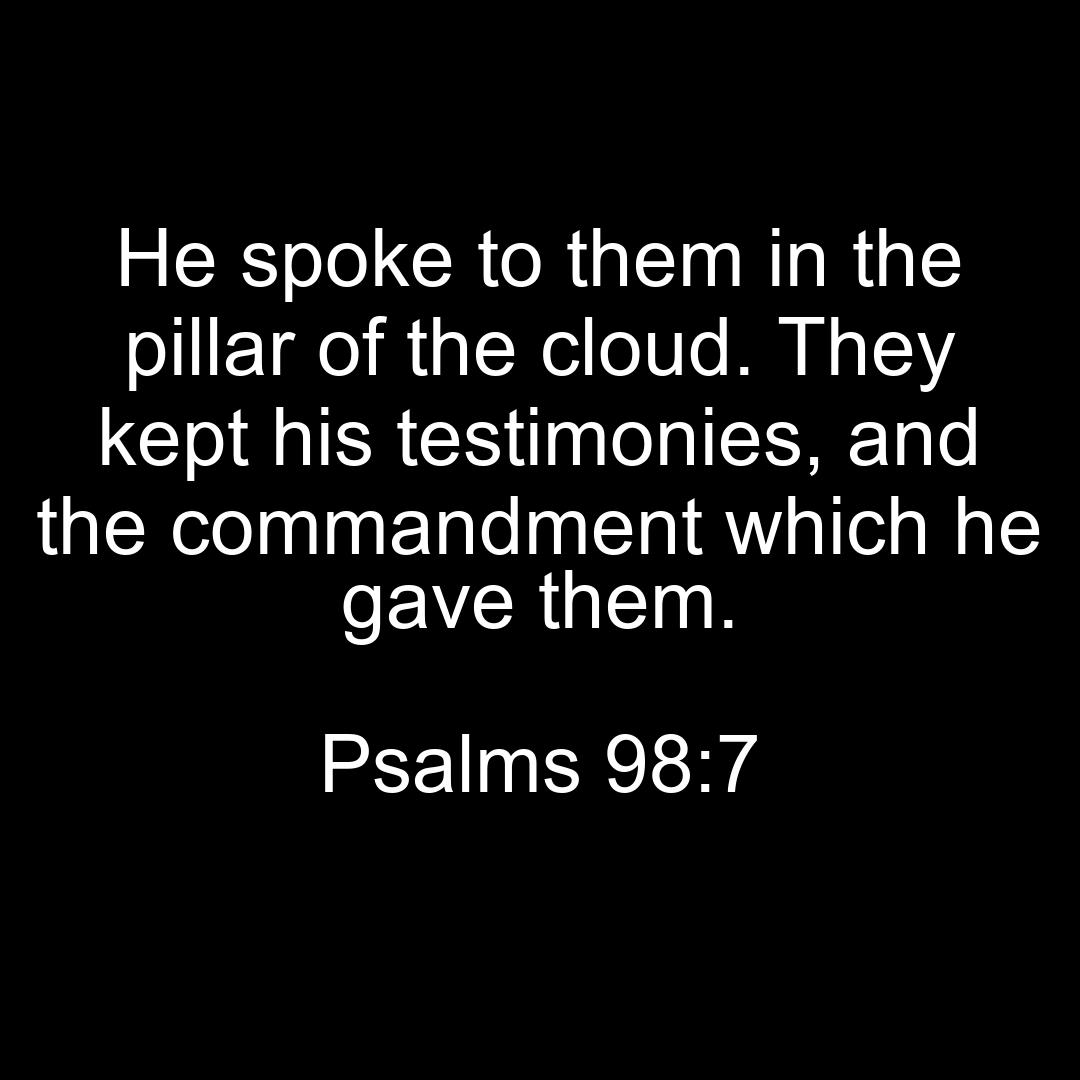 He spoke to them in the
pillar of the cloud. They
kept his testimonies, and
the commandment which he
gave them.
Psalms 98:7